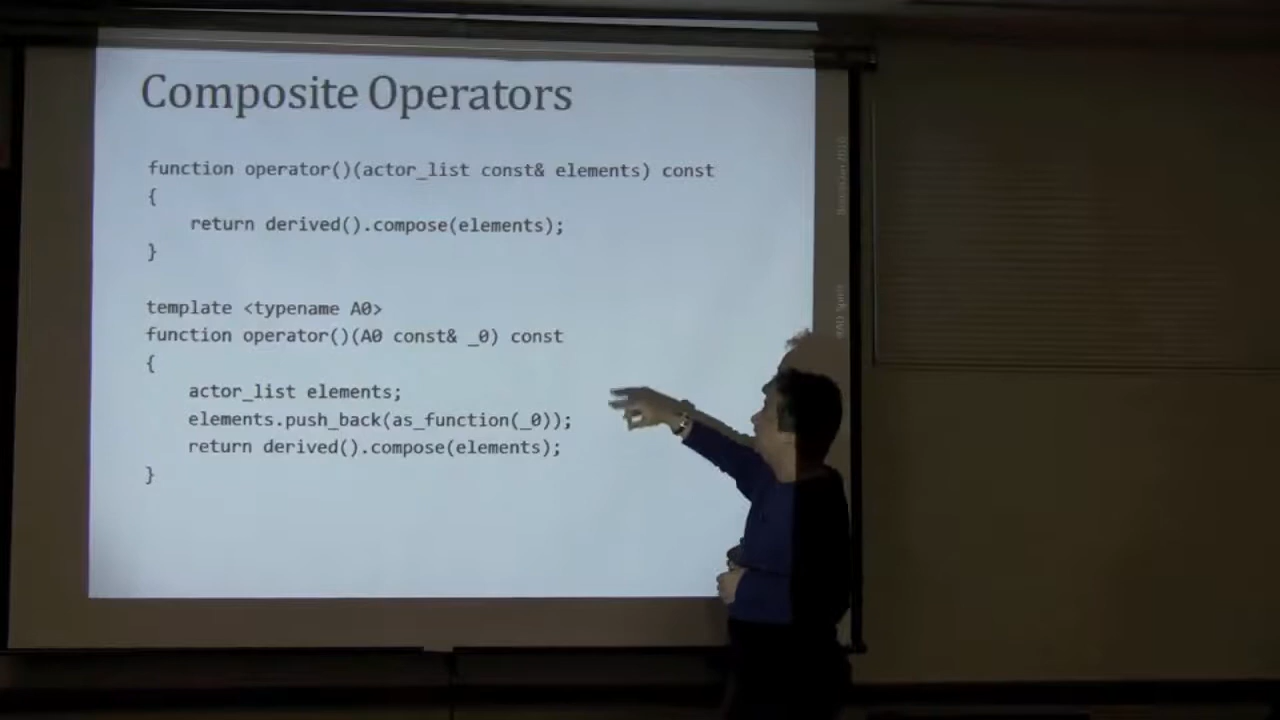 Composite Operators
function operator()(actor_list const& elements) const
{
return derived().compose(elements);
}
template <typename A0>
function operator()(A0 const& _0) const
{
actor_list elements;
elements.push_back(as_function(_0));
return derived().compose(elements);
}